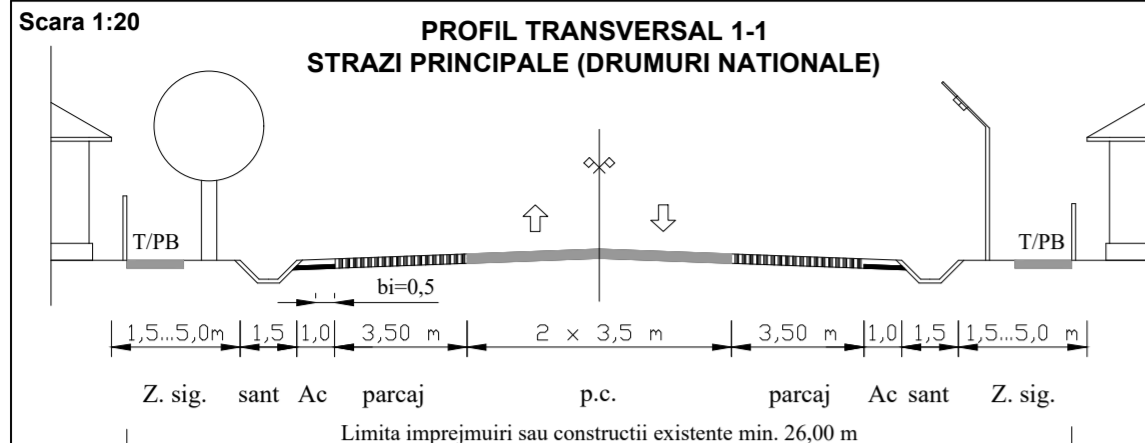 Scara 1:20
PROFIL TRANSVERSAL 1-1
STRAZI PRINCIPALE (DRUMURI NATIONALE)
T/PB T/PB
bi=0,5
1,5...5,0m 1,5 1,0 3,50 m 2 x 3,5 m 3,50 m 1,0 1,5 1,5...5,0 m
Z. sig. sant Ac parcaj p.c. parcaj Ac sant Z. sig.
Limita imprejmuiri sau constructii existente min. 26,00 m